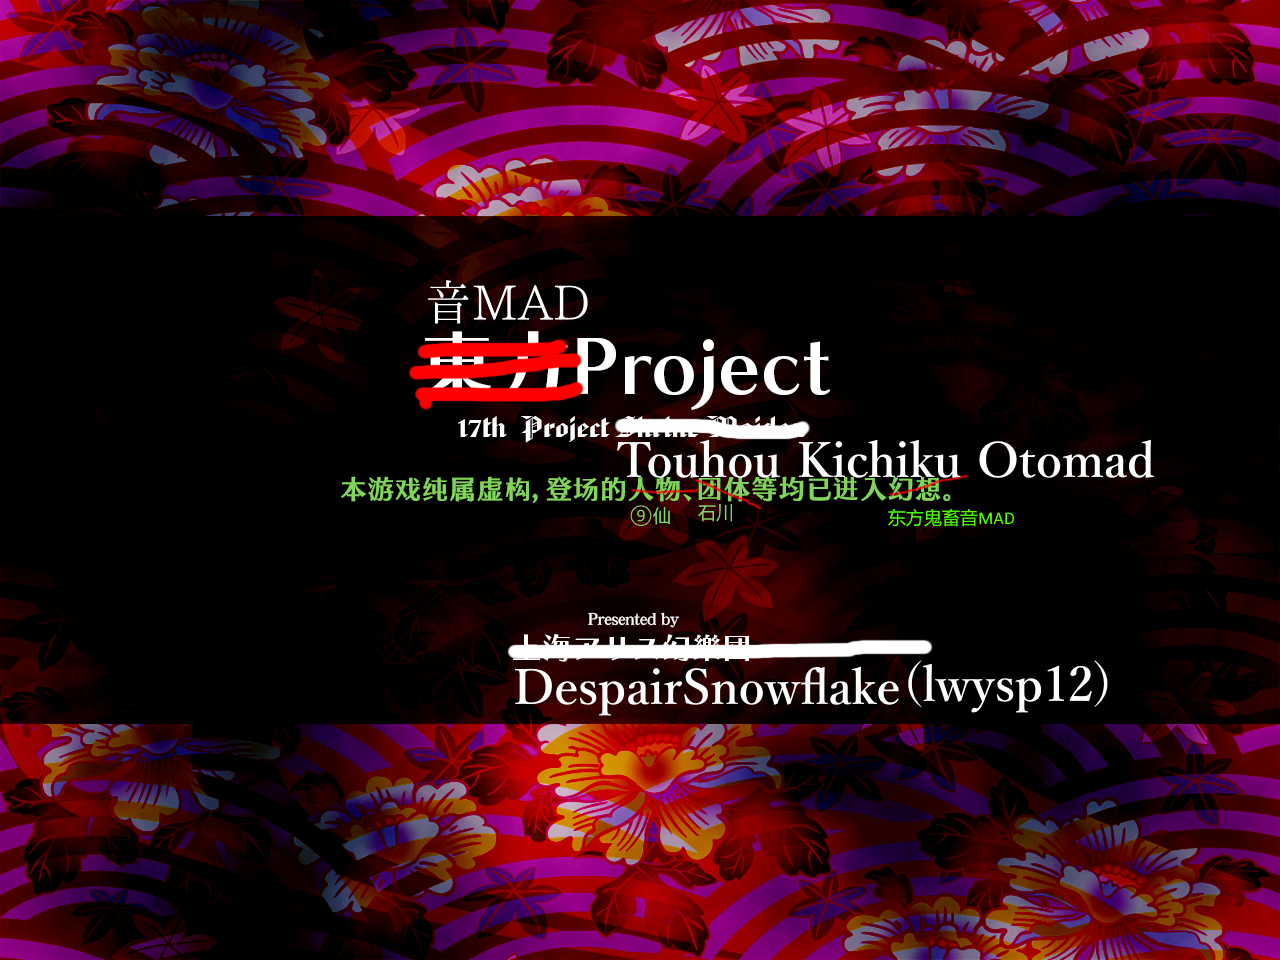 音MAD
東方Project
17th Project Shrine Maiden
Touhou Kichiku Otomad
本游戏纯属虚构，登场的人物、团体等均已进入幻想。
⑨仙 石川 东方鬼畜音MAD
Presented by
上海アリス幻樂団
DespairSnowflake (lwysp12)